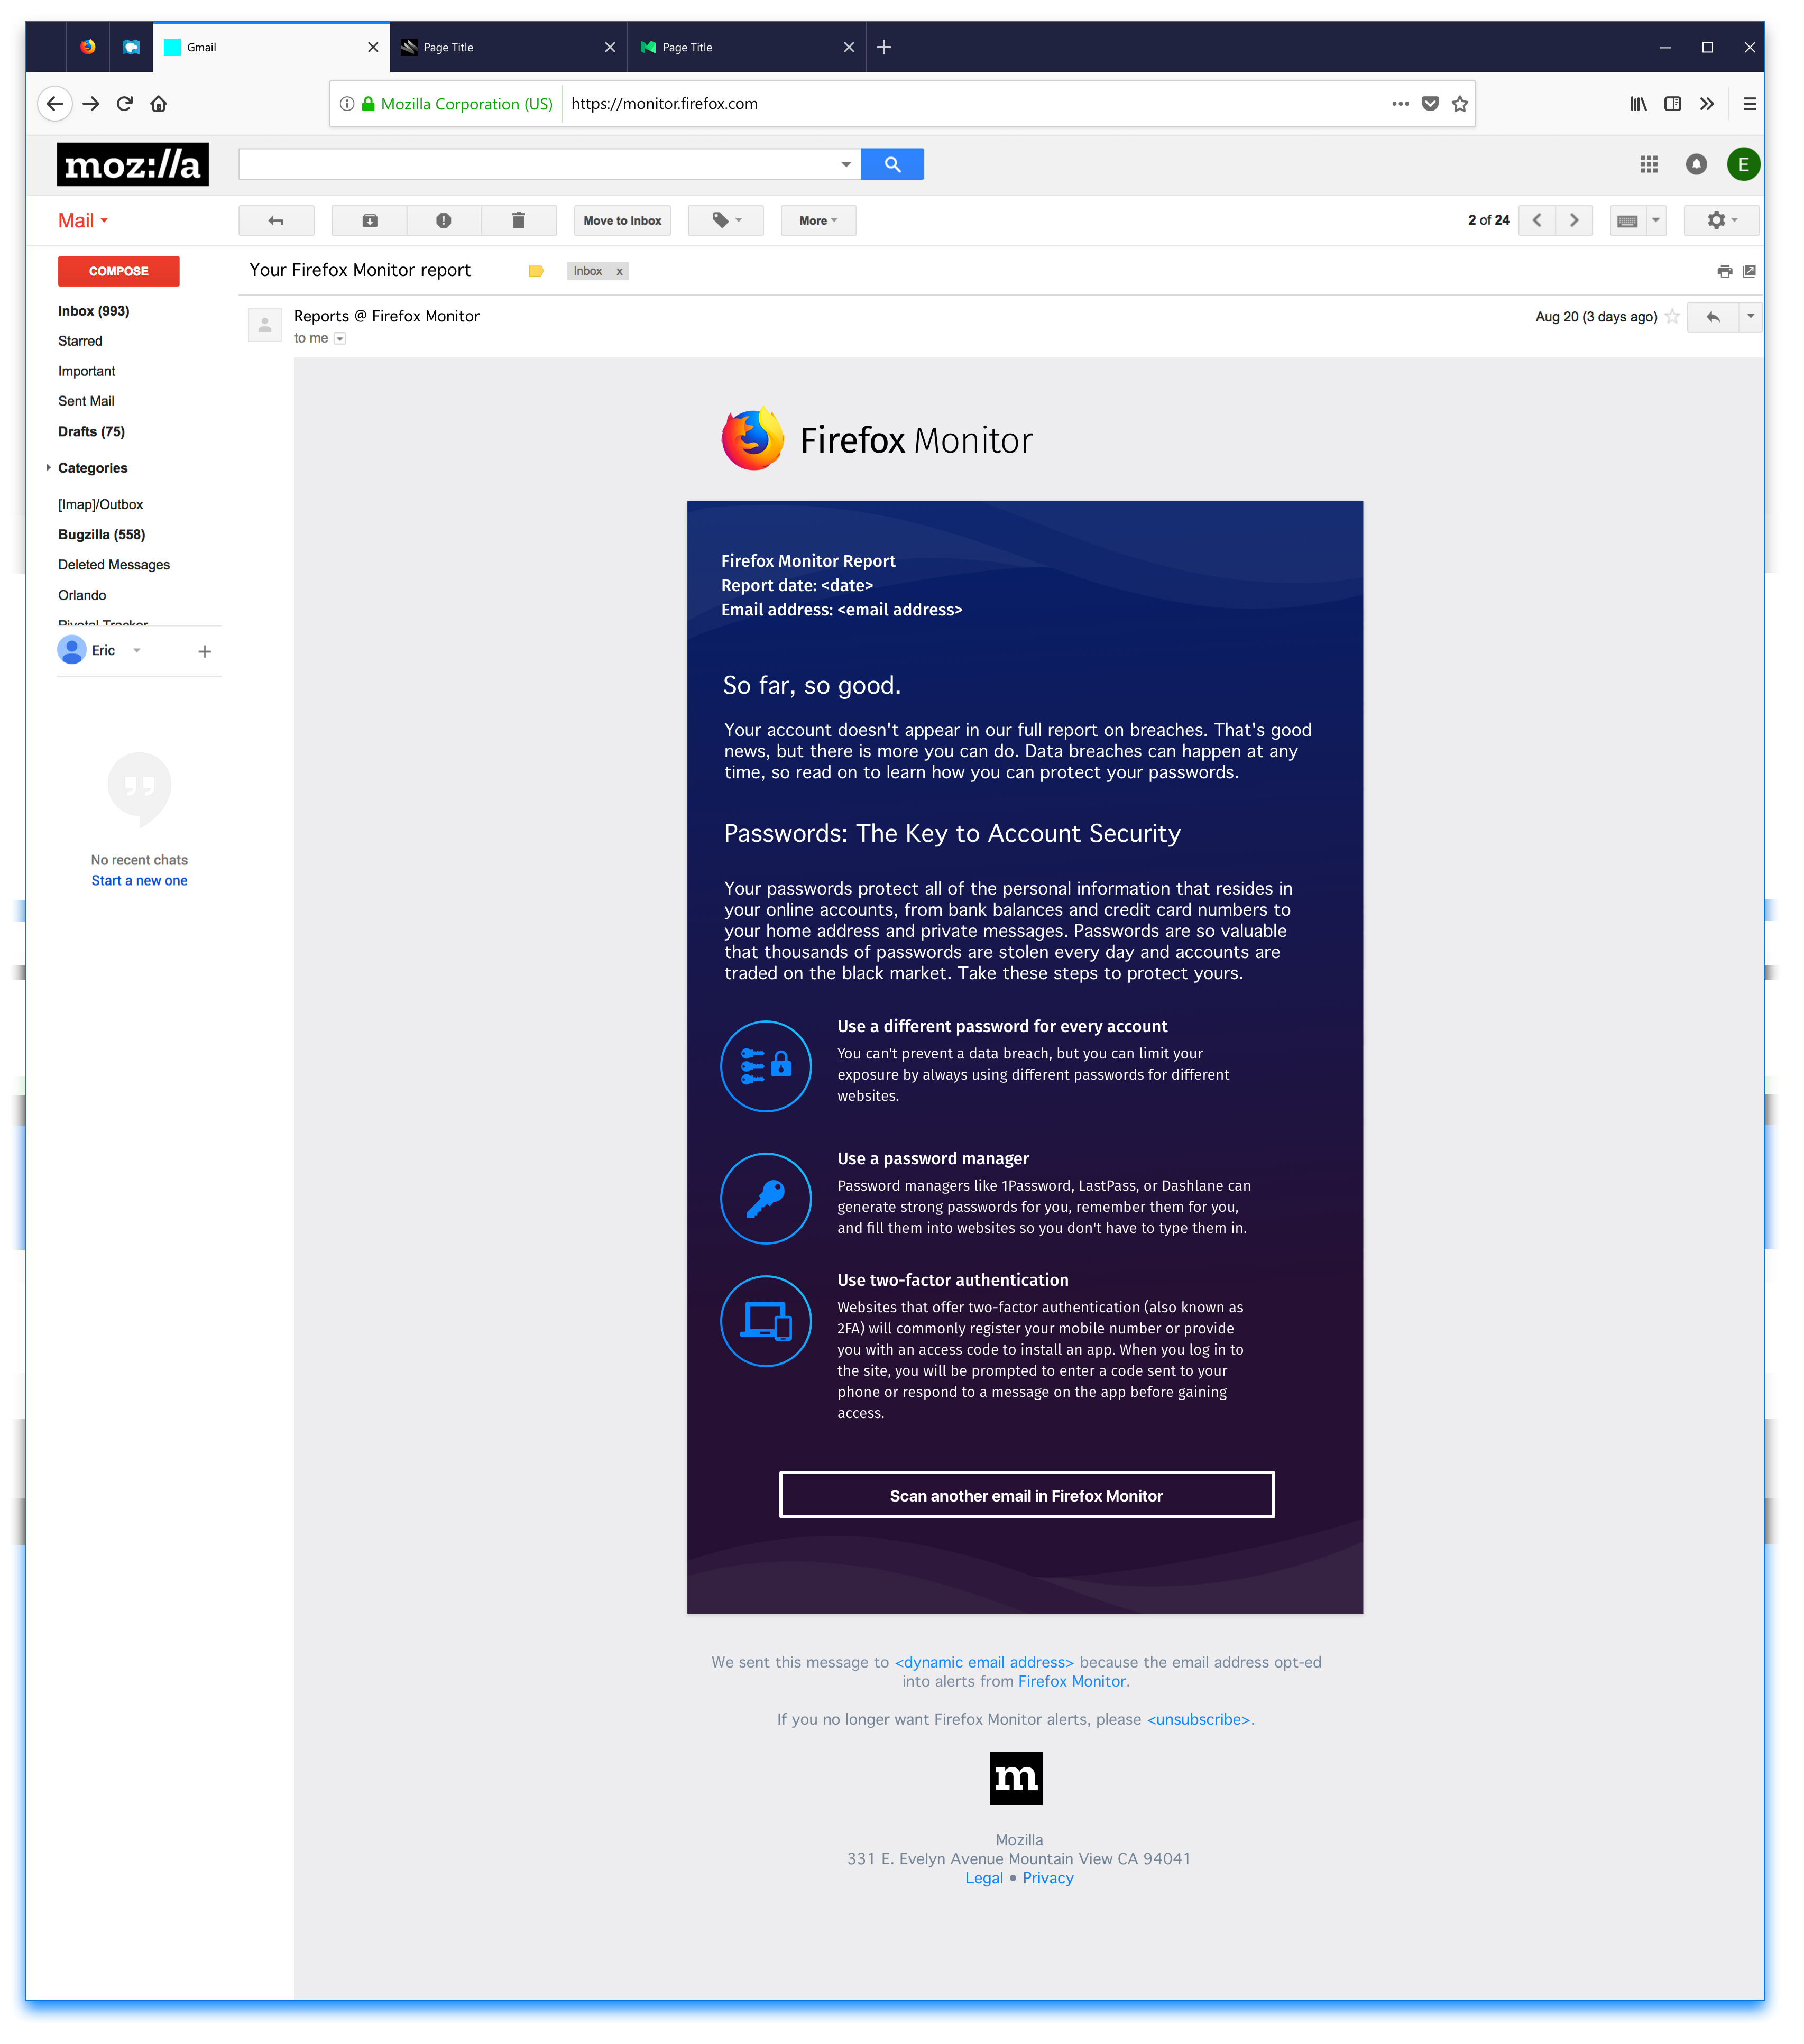 Gmail
Page Title
Page Title
Mozilla Corporation (US)
https://monitor.firefox.com
moz://a
E
Mail
Move to Inbox
More
2 of 24
COMPOSE
Your Firefox Monitor report
Inbox x
Inbox (993)
Starred
Important
Sent Mail
Drafts (75)
Categories
[Imap]/Outbox
Bugzilla (558)
Deleted Messages
Orlando
Pivotal Tracker
Eric
No recent chats
Start a new one
Reports @ Firefox Monitor
to me
Aug 20 (3 days ago)
Firefox Monitor
Firefox Monitor Report
Report date: <date>
Email address: <email address>
So far, so good.
Your account doesn't appear in our full report on breaches. That's good
news, but there is more you can do. Data breaches can happen at any
time, so read on to learn how you can protect your passwords.
Passwords: The Key to Account Security
Your passwords protect all of the personal information that resides in
your online accounts, from bank balances and credit card numbers to
your home address and private messages. Passwords are so valuable
that thousands of passwords are stolen every day and accounts are
traded on the black market. Take these steps to protect yours.
Use a different password for every account
You can't prevent a data breach, but you can limit your
exposure by always using different passwords for different
websites.
Use a password manager
Password managers like 1Password, LastPass, or Dashlane can
generate strong passwords for you, remember them for you,
and fill them into websites so you don't have to type them in.
Use two-factor authentication
Websites that offer two-factor authentication (also known as
2FA) will commonly register your mobile number or provide
you with an access code to install an app. When you log in to
the site, you will be prompted to enter a code sent to your
phone or respond to a message on the app before gaining
access.
Scan another email in Firefox Monitor
We sent this message to <dynamic email address> because the email address opt-ed
into alerts from Firefox Monitor.
If you no longer want Firefox Monitor alerts, please <unsubscribe>.
m
Mozilla
331 E. Evelyn Avenue Mountain View CA 94041
Legal • Privacy